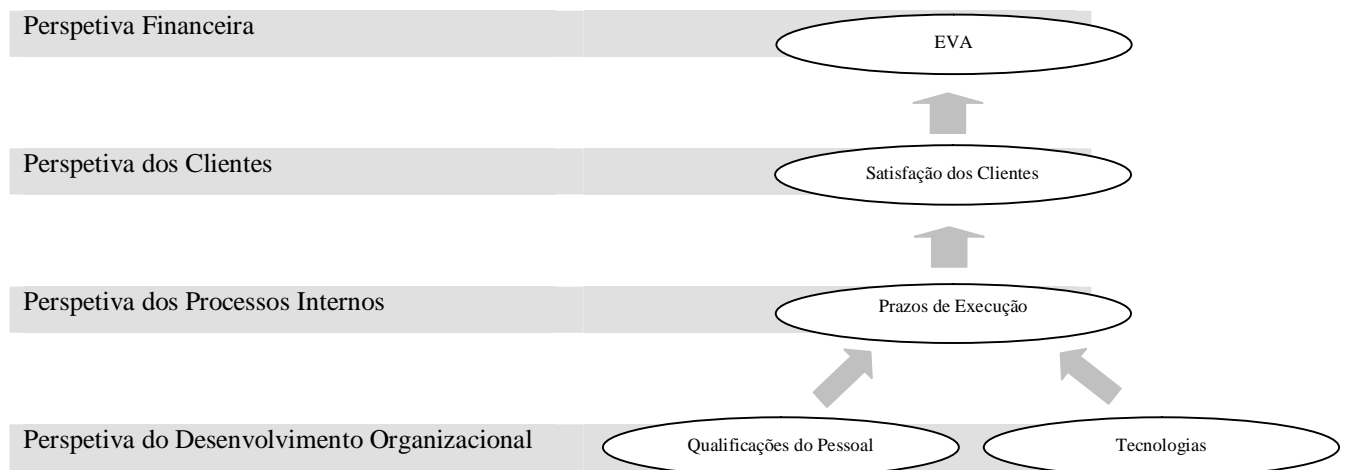 Perspetiva Financeira
EVA
Perspetiva dos Clientes
Satisfação dos Clientes
Perspetiva dos Processos Internos
Prazos de Execução
Perspetiva do Desenvolvimento Organizacional
Qualificações do Pessoal
Tecnologias